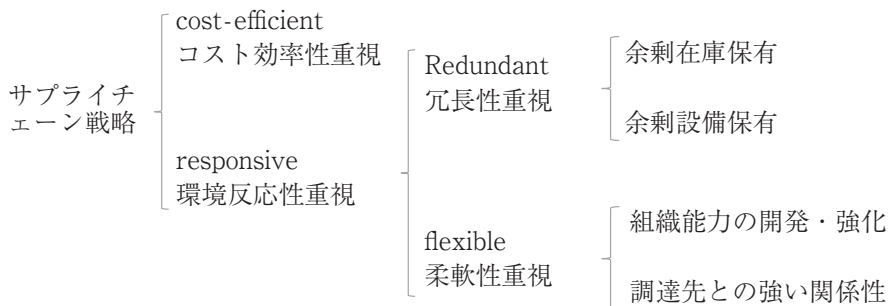 サプライチ
ェーン戦略
cost-efficient
コスト効率性重視
responsive
環境反応性重視
Redundant
冗長性重視
flexible
柔軟性重視
余剰在庫保有
余剰設備保有
組織能力の開発・強化
調達先との強い関係性